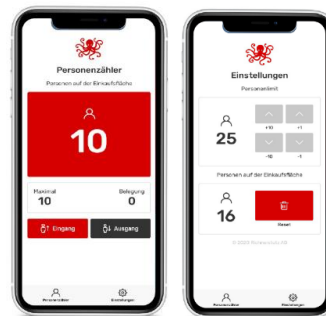 Personenzähler
Personen auf der Einkaufsfläche
10
Maximal
10
Belegung
0
Eingang
Ausgang
Personenzähler
Einstellungen
Einstellungen
Personenlimit
25
+10
+1
-10
-1
Personen auf der Einkaufsfläche
16
Reset
Personenzähler
Einstellungen